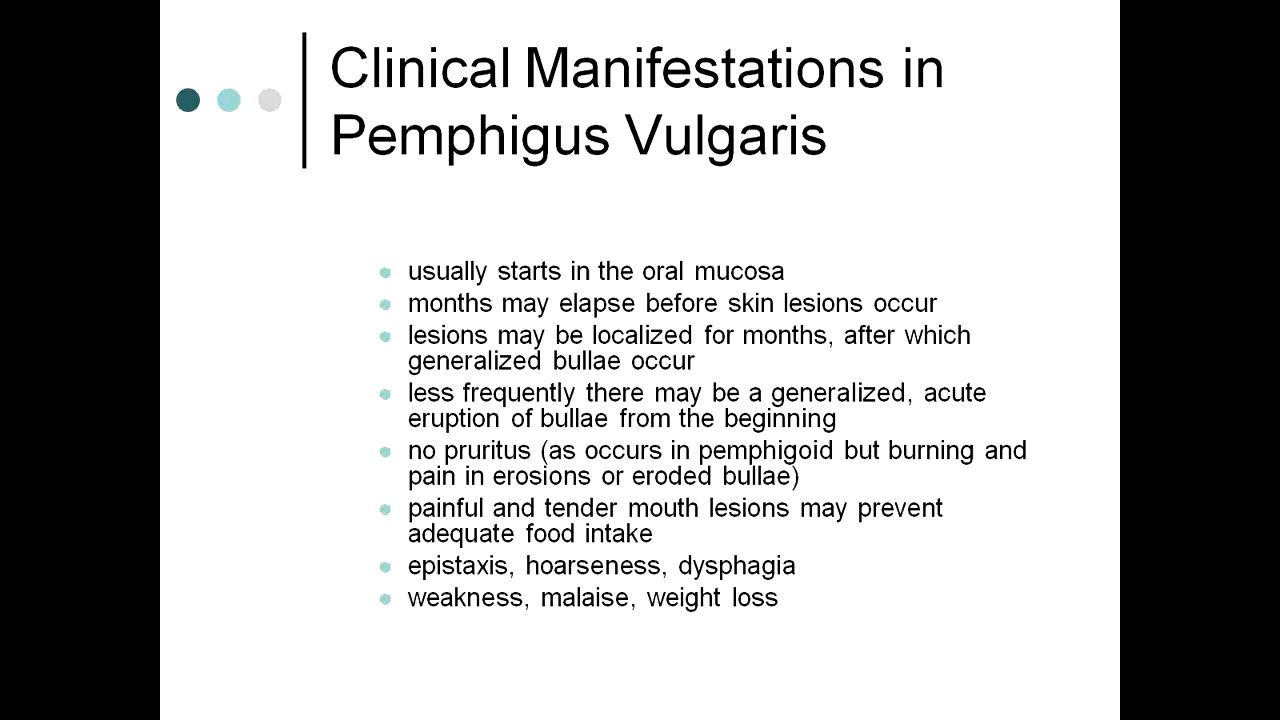 Clinical Manifestations in
Pemphigus Vulgaris
usually starts in the oral mucosa
months may elapse before skin lesions occur
lesions may be localized for months, after which
generalized bullae occur
less frequently there may be a generalized, acute
eruption of bullae from the beginning
no pruritus (as occurs in pemphigoid but burning and
pain in erosions or eroded bullae)
painful and tender mouth lesions may prevent
adequate food intake
epistaxis, hoarseness, dysphagia
weakness, malaise, weight loss